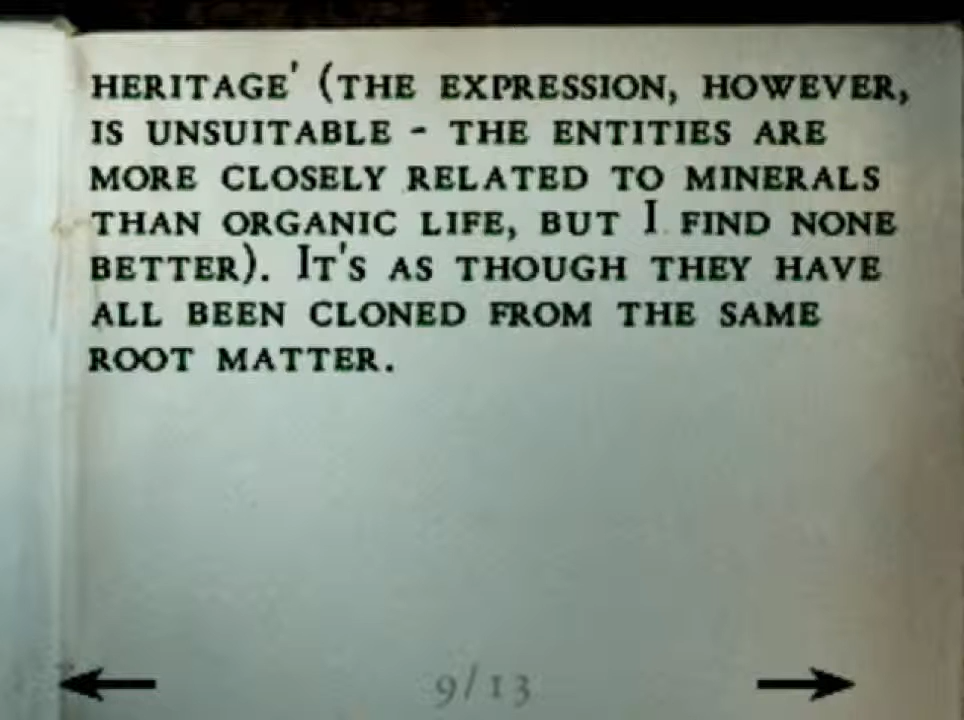 HERITAGE' (THE EXPRESSION, HOWEVER,
IS UNSUITABLE - THE ENTITIES ARE
MORE CLOSELY RELATED TO MINERALS
THAN ORGANIC LIFE, BUT I FIND NONE
BETTER). IT'S AS THOUGH THEY HAVE
ALL BEEN CLONED FROM THE SAME
ROOT MATTER.
9/13